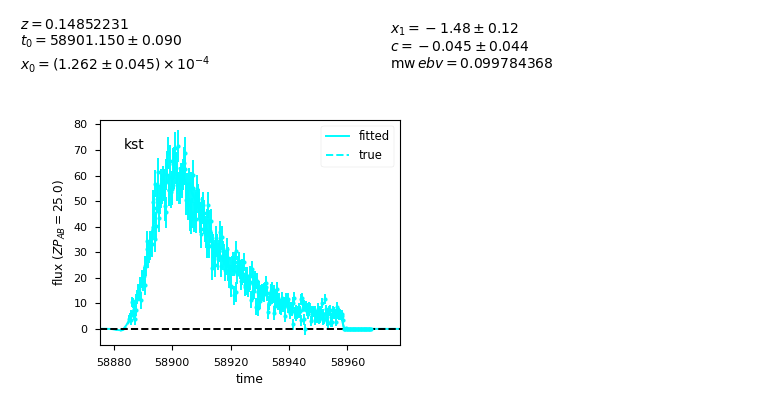 z = 0.14852231
t₀ = 58901.150 ± 0.090
x₀ = (1.262 ± 0.045) × 10⁻⁴
x₁ = −1.48 ± 0.12
c = −0.045 ± 0.044
mw ebv = 0.099784368
kst
fitted
true
80
70
60
50
40
30
20
10
0
flux (ZP_AB = 25.0)
58880 58900 58920 58940 58960
time